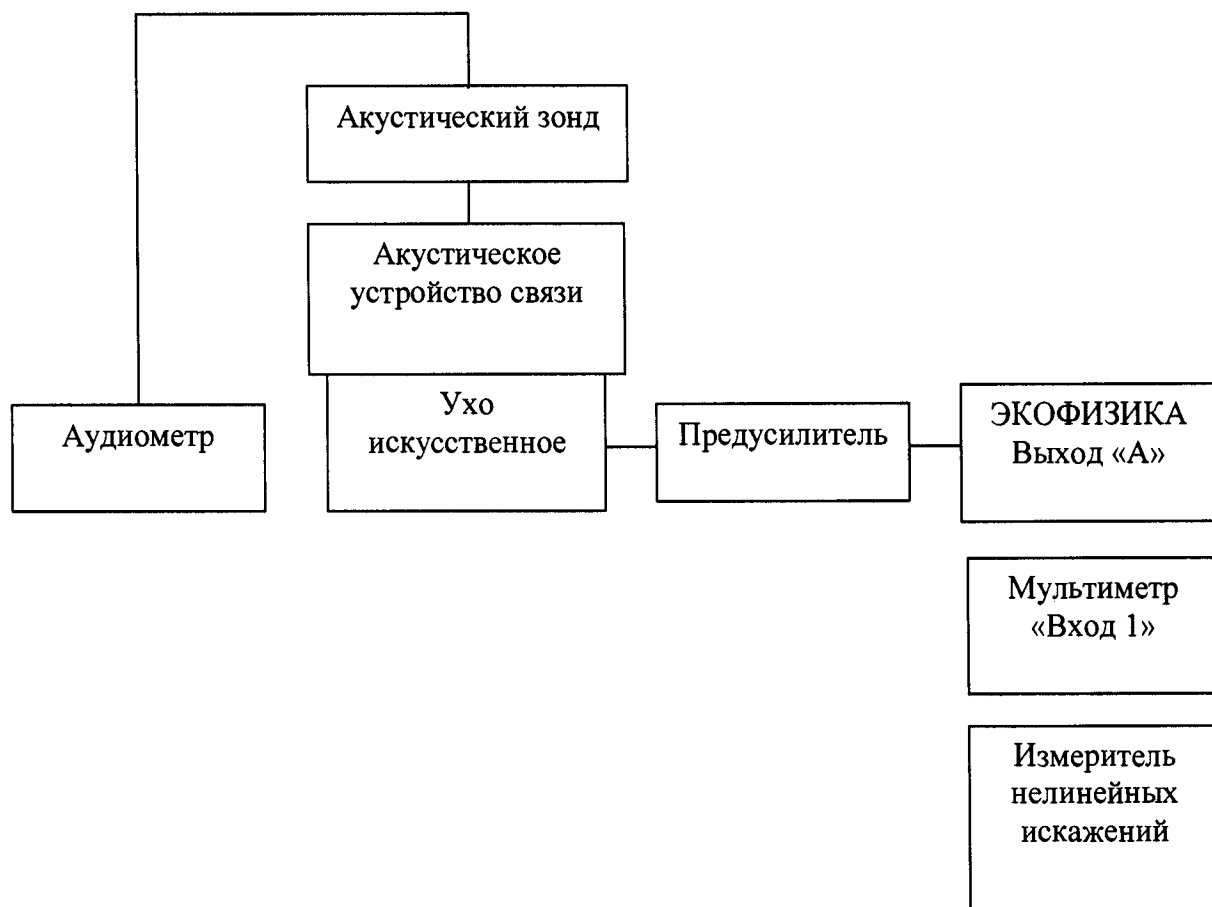 Акустический зонд
Акустическое
устройство связи
Ухо
искусственное
Аудиометр
Предусилитель
ЭКОФИЗИКА
Выход «А»
Мультиметр
«Вход 1»
Измеритель
нелинейных
искажений